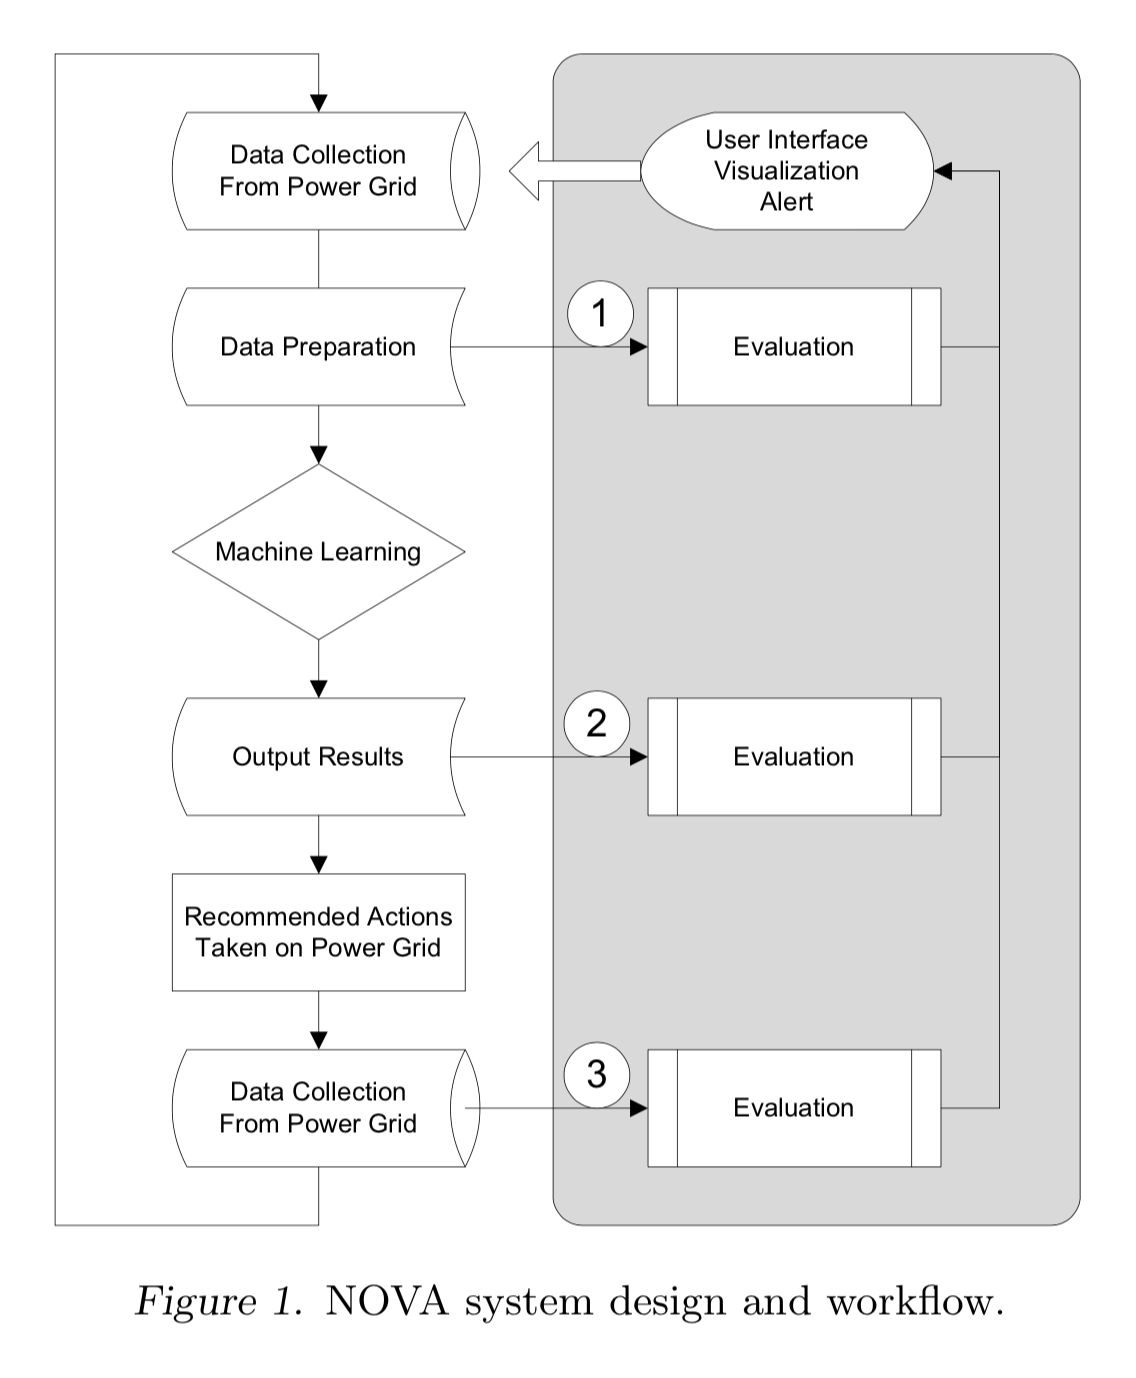 Data Collection
From Power Grid
User Interface
Visualization
Alert
Data Preparation
1
Evaluation
Machine Learning
Output Results
2
Evaluation
Recommended Actions
Taken on Power Grid
Data Collection
From Power Grid
3
Evaluation
Figure 1. NOVA system design and workflow.